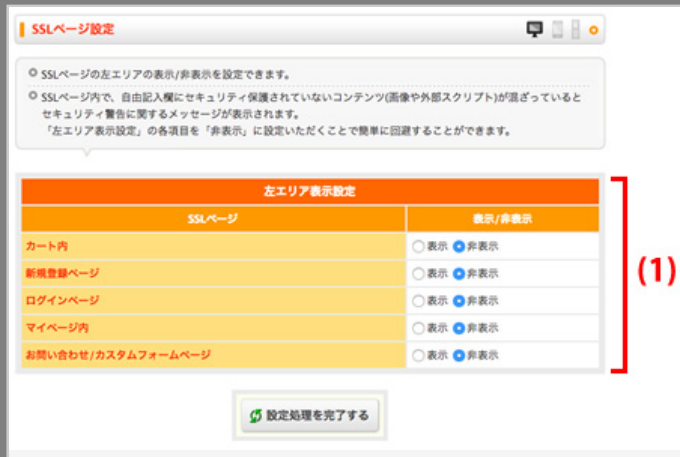 SSLページ設定
SSLページの左エリアの表示/非表示を設定できます。
SSLページ内で、自由記入欄にセキュリティ保護されていないコンテンツ(画像や外部スクリプト)が混ざっていると
セキュリティ警告に関するメッセージが表示されます。
「左エリア表示設定」の各項目を「非表示」に設定いただくことで簡単に回避することができます。
左エリア表示設定
SSLページ 表示/非表示
カート内 表示 非表示
新規登録ページ 表示 非表示
ログインページ 表示 非表示
マイページ内 表示 非表示
お問い合わせ/カスタムフォームページ 表示 非表示
(1)
設定処理を完了する